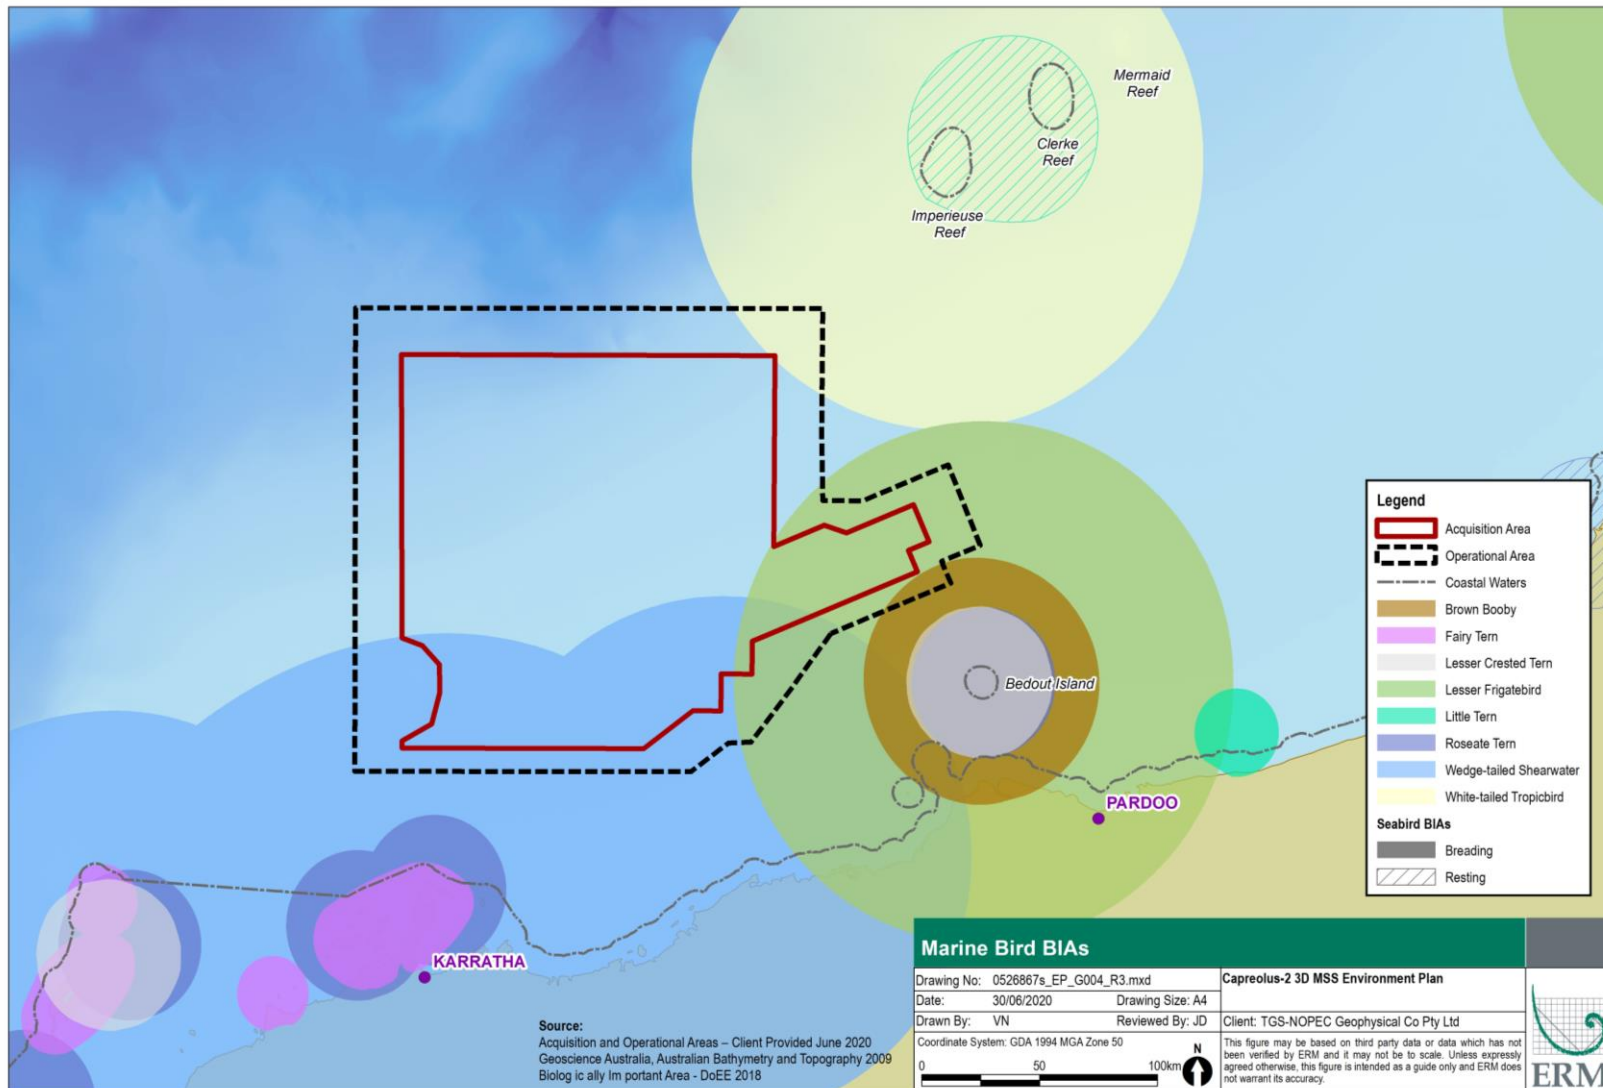 Mermaid
Reef
Clerke
Reef
Imperieuse
Reef
Bedout Island
PARDOO
KARRATHA
Legend
Acquisition Area
Operational Area
Coastal Waters
Brown Booby
Fairy Tern
Lesser Crested Tern
Lesser Frigatebird
Little Tern
Roseate Tern
Wedge-tailed Shearwater
White-tailed Tropicbird
Seabird BIAs
Breading
Resting
Source:
Acquisition and Operational Areas – Client Provided June 2020
Geoscience Australia, Australian Bathymetry and Topography 2009
Biolog ic ally Im portant Area - DoEE 2018
Marine Bird BIAs
Drawing No: 0526867s_EP_G004_R3.mxd
Date: 30/06/2020 Drawing Size: A4
Drawn By: VN Reviewed By: JD
Coordinate System: GDA 1994 MGA Zone 50
0 50 100km
N
Capreolus-2 3D MSS Environment Plan
Client: TGS-NOPEC Geophysical Co Pty Ltd
This figure may be based on third party data or data which has not
been verified by ERM and it may not be to scale. Unless expressly
agreed otherwise, this figure is intended as a guide only and ERM does
not warrant its accuracy.
ERM